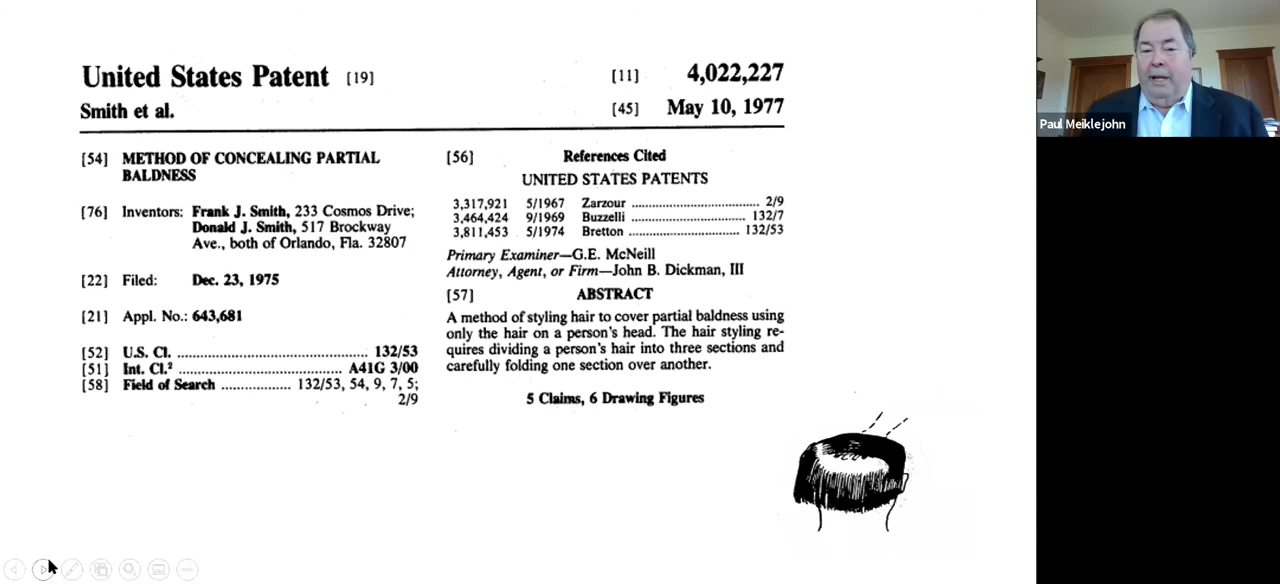 United States Patent [19]
Smith et al.
[11] 4,022,227
[45] May 10, 1977
[54] METHOD OF CONCEALING PARTIAL
BALDNESS
[76] Inventors: Frank J. Smith, 233 Cosmos Drive;
Donald J. Smith, 517 Brockway
Ave., both of Orlando, Fla. 32807
[22] Filed: Dec. 23, 1975
[21] Appl. No.: 643,681
[52] U.S. Cl. ................................................ 132/53
[51] Int. Cl.² ......................................... A41G 3/00
[58] Field of Search ................. 132/53, 54, 9, 7, 5;
2/9
[56] References Cited
UNITED STATES PATENTS
3,317,921 5/1967 Zarzour ................................ 2/9
3,464,424 9/1969 Buzzelli .............................. 132/7
3,811,453 5/1974 Bretton ............................ 132/53
Primary Examiner—G.E. McNeill
Attorney, Agent, or Firm—John B. Dickman, III
[57] ABSTRACT
A method of styling hair to cover partial baldness using
only the hair on a person's head. The hair styling re-
quires dividing a person's hair into three sections and
carefully folding one section over another.
5 Claims, 6 Drawing Figures
Paul Meiklejohn